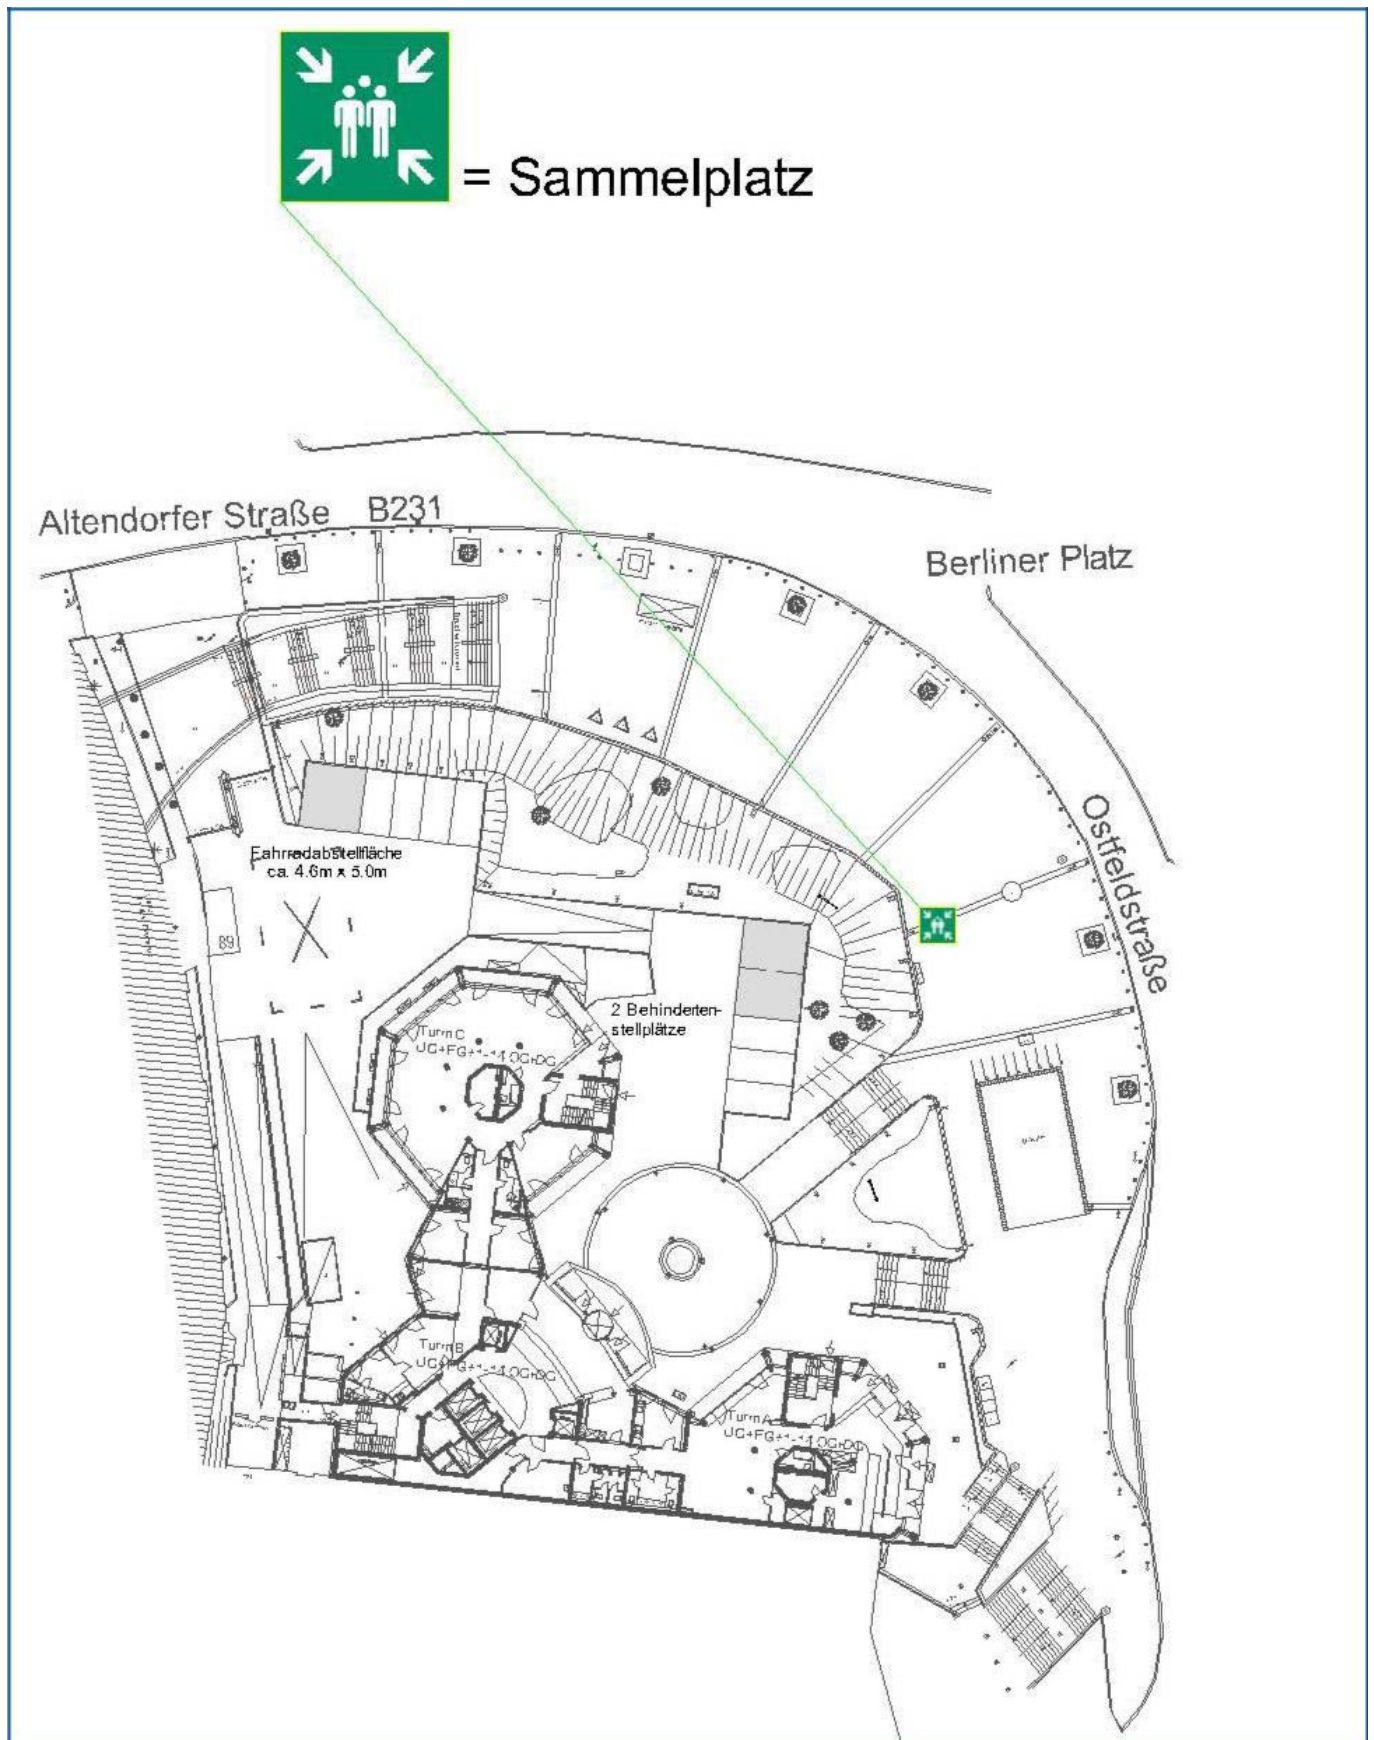 = Sammelplatz
Altendorfer Straße B231
Berliner Platz
Ostfeldstraße
Fahrradabstellfläche
ca. 4.6m x 5.0m
89
2 Behinderten-
stellplätze
Turm C
Turm B
Turm A